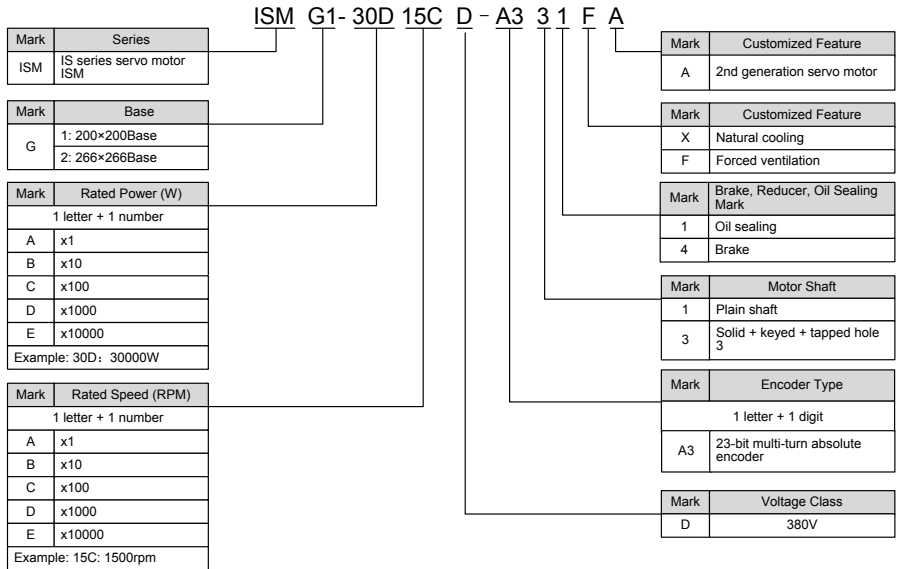 ISM G1- 30D 15C D - A3 3 1 F A
Mark Series
ISM IS series servo motor
ISM
Mark Base
G 1: 200×200Base
2: 266×266Base
Mark Rated Power (W)
1 letter + 1 number
A x1
B x10
C x100
D x1000
E x10000
Example: 30D：30000W
Mark Rated Speed (RPM)
1 letter + 1 number
A x1
B x10
C x100
D x1000
E x10000
Example: 15C: 1500rpm
Mark Customized Feature
A 2nd generation servo motor
Mark Customized Feature
X Natural cooling
F Forced ventilation
Mark Brake, Reducer, Oil Sealing
Mark
1 Oil sealing
4 Brake
Mark Motor Shaft
1 Plain shaft
3 Solid + keyed + tapped hole
3
Mark Encoder Type
1 letter + 1 digit
A3 23-bit multi-turn absolute
encoder
Mark Voltage Class
D 380V